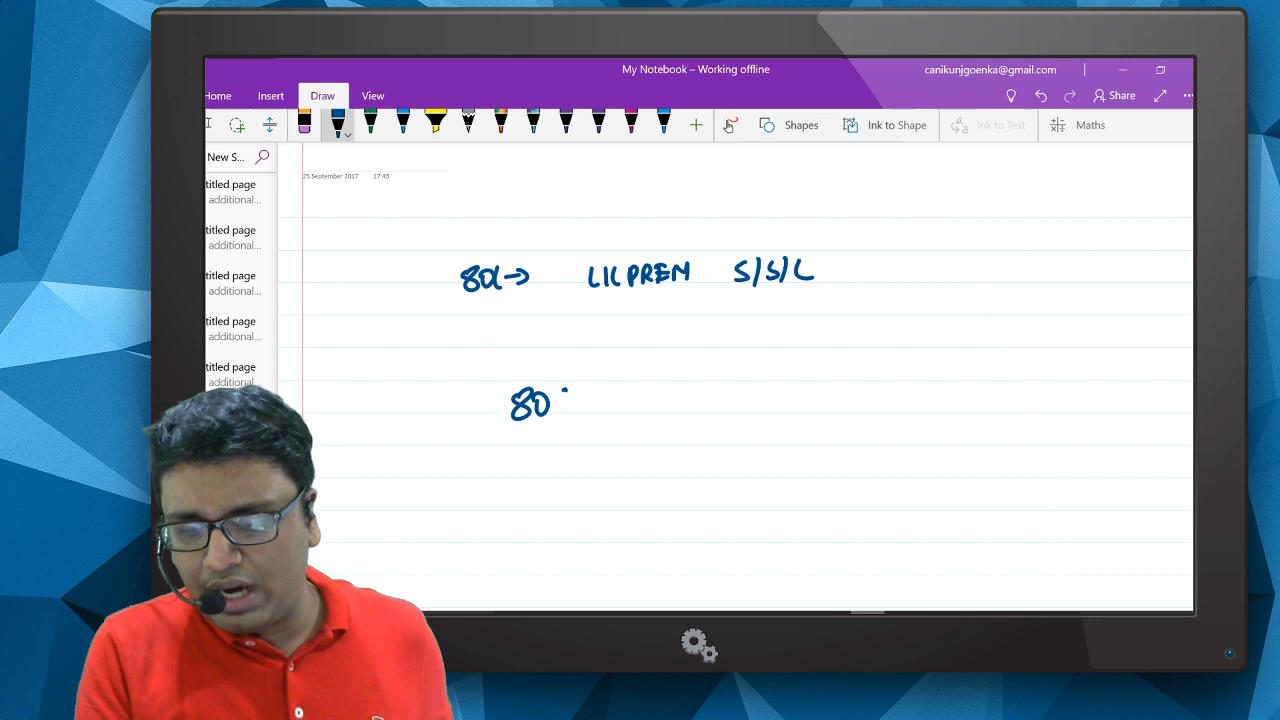 My Notebook – Working offline
canikunjgoenka@gmail.com
Home Insert Draw View
Share
Shapes Ink to Shape Ink to Text Maths
New S...
titled page
additional...
25 September 2017 17:43
titled page
additional...
titled page
additional...
titled page
additional...
titled page
additional...
80C → LIC PREM S/S/L
80